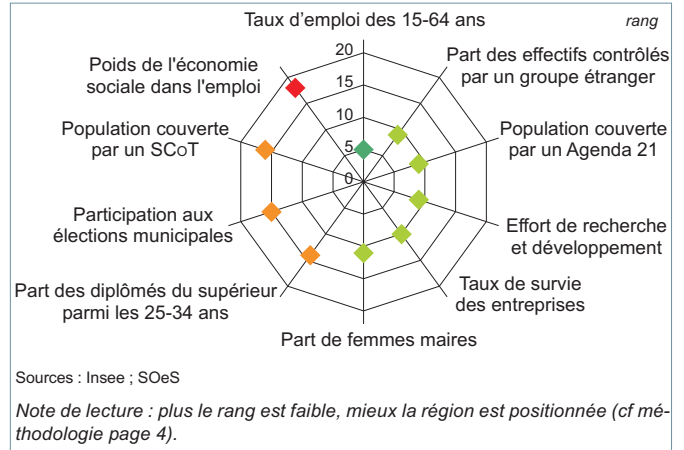 Taux d’emploi des 15-64 ans
rang
20
15
10
5
0
Part des effectifs contrôlés
par un groupe étranger
Population couverte
par un Agenda 21
Effort de recherche
et développement
Taux de survie
des entreprises
Part de femmes maires
Part des diplômés du supérieur
parmi les 25-34 ans
Participation aux
élections municipales
Population couverte
par un SCoT
Poids de l'économie
sociale dans l'emploi
Sources : Insee ; SOeS
Note de lecture : plus le rang est faible, mieux la région est positionnée (cf mé-
thodologie page 4).